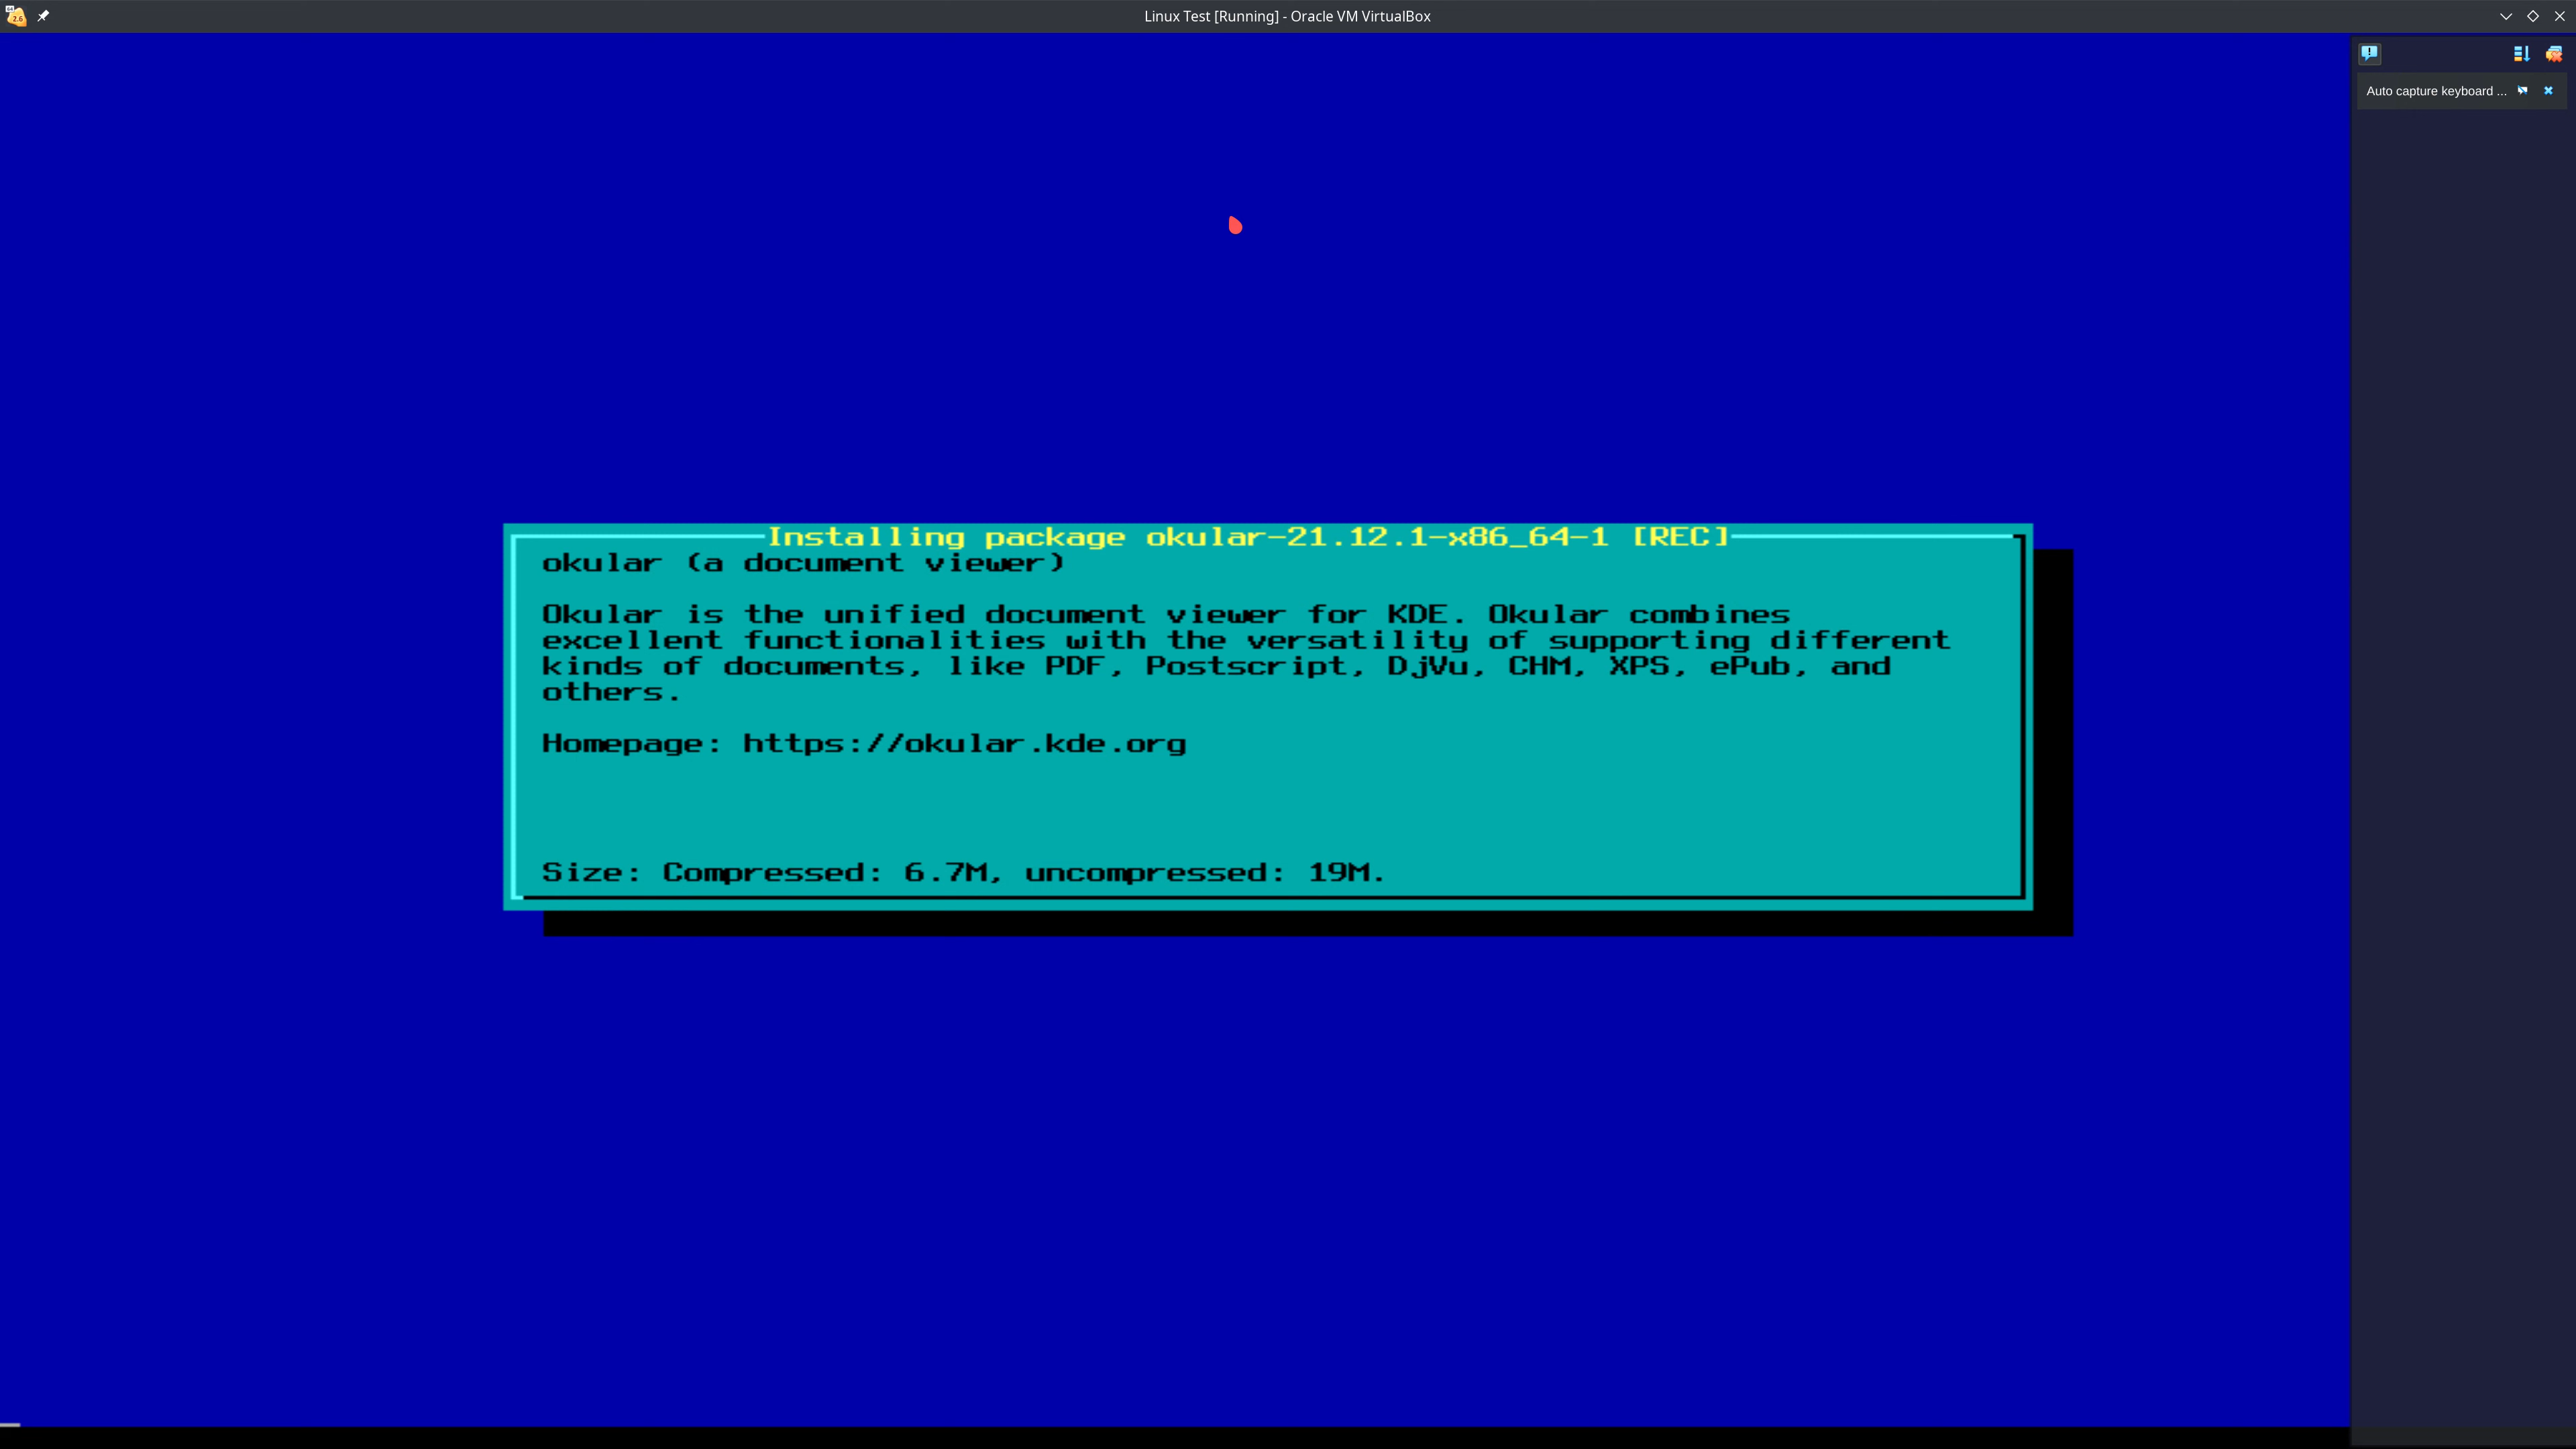 Linux Test [Running] - Oracle VM VirtualBox
64
2.6
Auto capture keyboard ...
Installing package okular-21.12.1-x86_64-1 [REC]
okular (a document viewer)
Okular is the unified document viewer for KDE. Okular combines
excellent functionalities with the versatility of supporting different
kinds of documents, like PDF, Postscript, DjVu, CHM, XPS, ePub, and
others.
Homepage: https://okular.kde.org
Size: Compressed: 6.7M, uncompressed: 19M.